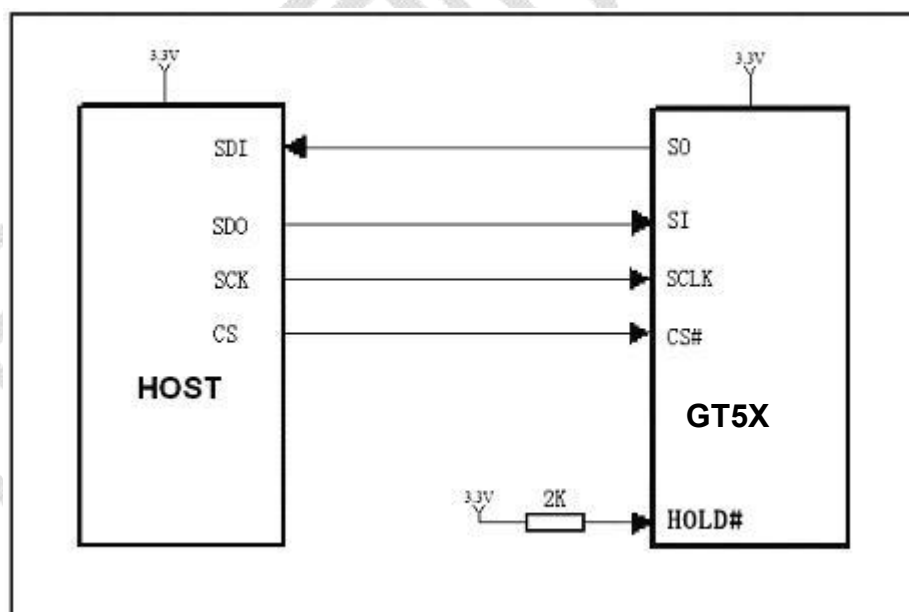 3.3V
3.3V
SDI
SO
SDO
SI
SCK
SCLK
CS
CS#
HOST
GT5X
3.3V
2K
HOLD#